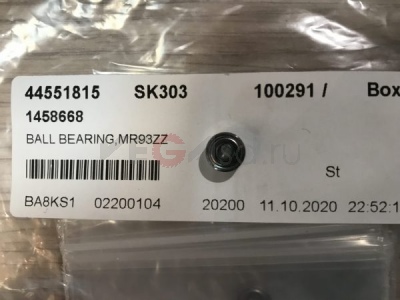 44551815 SK303 100291 / Box
1458668
BALL BEARING,MR93ZZ
St
BA8KS1 02200104 20200 11.10.2020 22:52:1